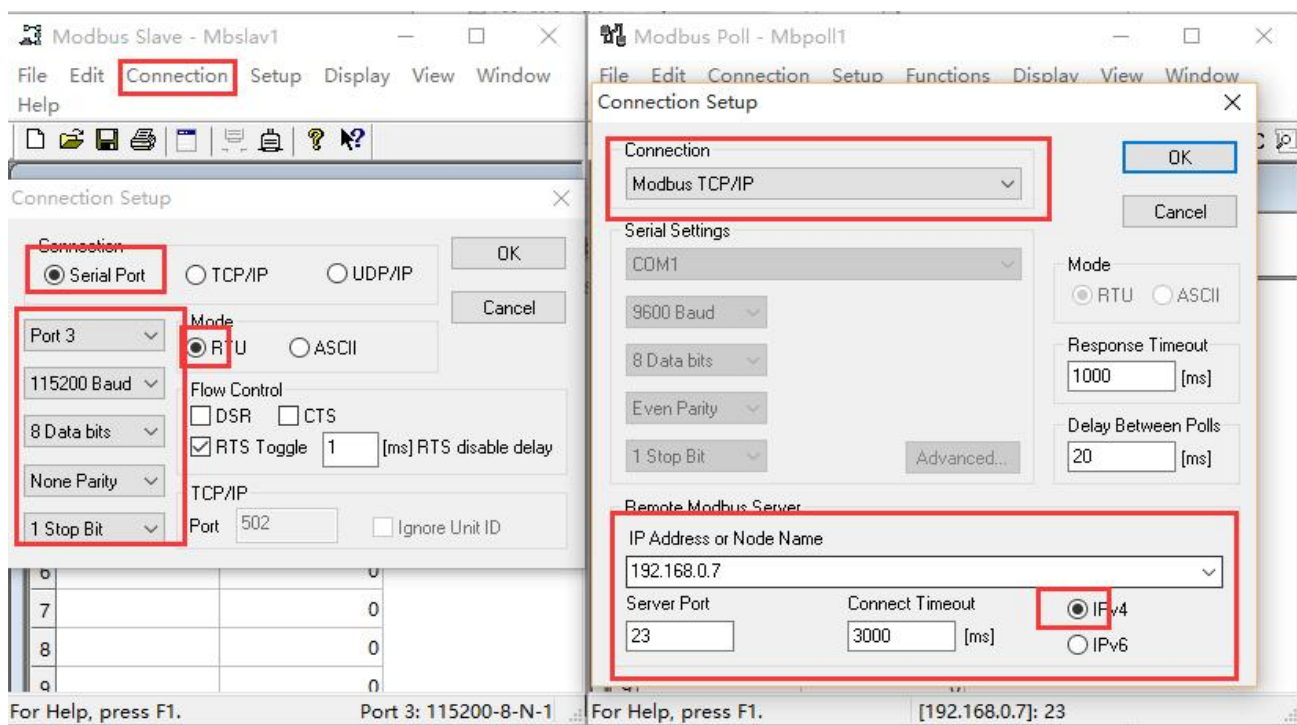 Modbus Slave - Mbslav1
File Edit Connection Setup Display View Window
Help
Connection Setup
Connection
Serial Port
TCP/IP
UDP/IP
OK
Cancel
Port 3
115200 Baud
8 Data bits
None Parity
1 Stop Bit
Mode
RTU
ASCII
Flow Control
DSR
CTS
RTS Toggle 1 [ms] RTS disable delay
TCP/IP
Port 502
Ignore Unit ID
6 0
7 0
8 0
9 0
For Help, press F1. Port 3: 115200-8-N-1
Modbus Poll - Mbpoll1
File Edit Connection Setup Functions Display View Window
Connection Setup
Connection
Modbus TCP/IP
OK
Cancel
Serial Settings
COM1
9600 Baud
8 Data bits
Even Parity
1 Stop Bit
Advanced...
Mode
RTU
ASCII
Response Timeout
1000 [ms]
Delay Between Polls
20 [ms]
Remote Modbus Server
IP Address or Node Name
192.168.0.7
Server Port
23
Connect Timeout
3000 [ms]
IPv4
IPv6
For Help, press F1. [192.168.0.7]: 23